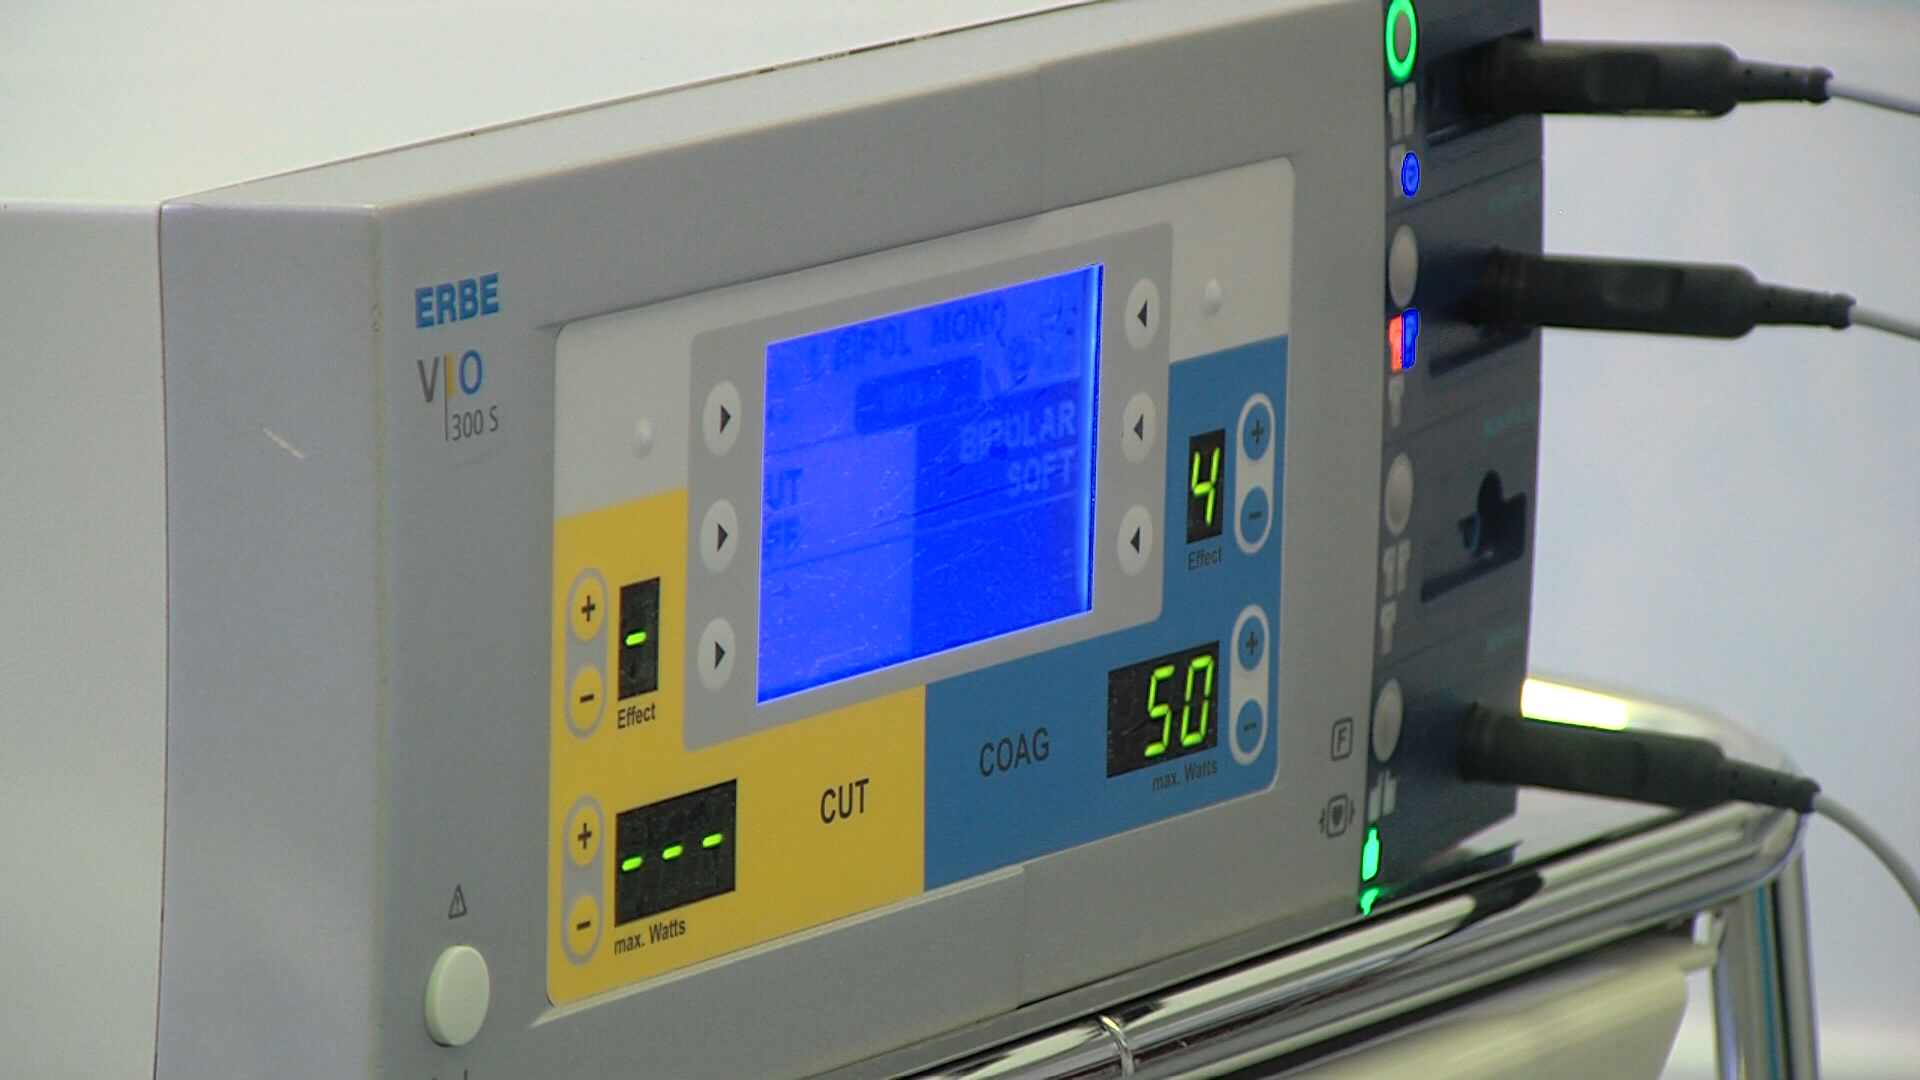 ERBE
VIO
300 S
BIPOL MONO
BIPOLAR
SOFT
4
Effect
+
-
-
Effect
+
-
50
max. Watts
+
-
COAG
CUT
---
max. Watts
+
-
F